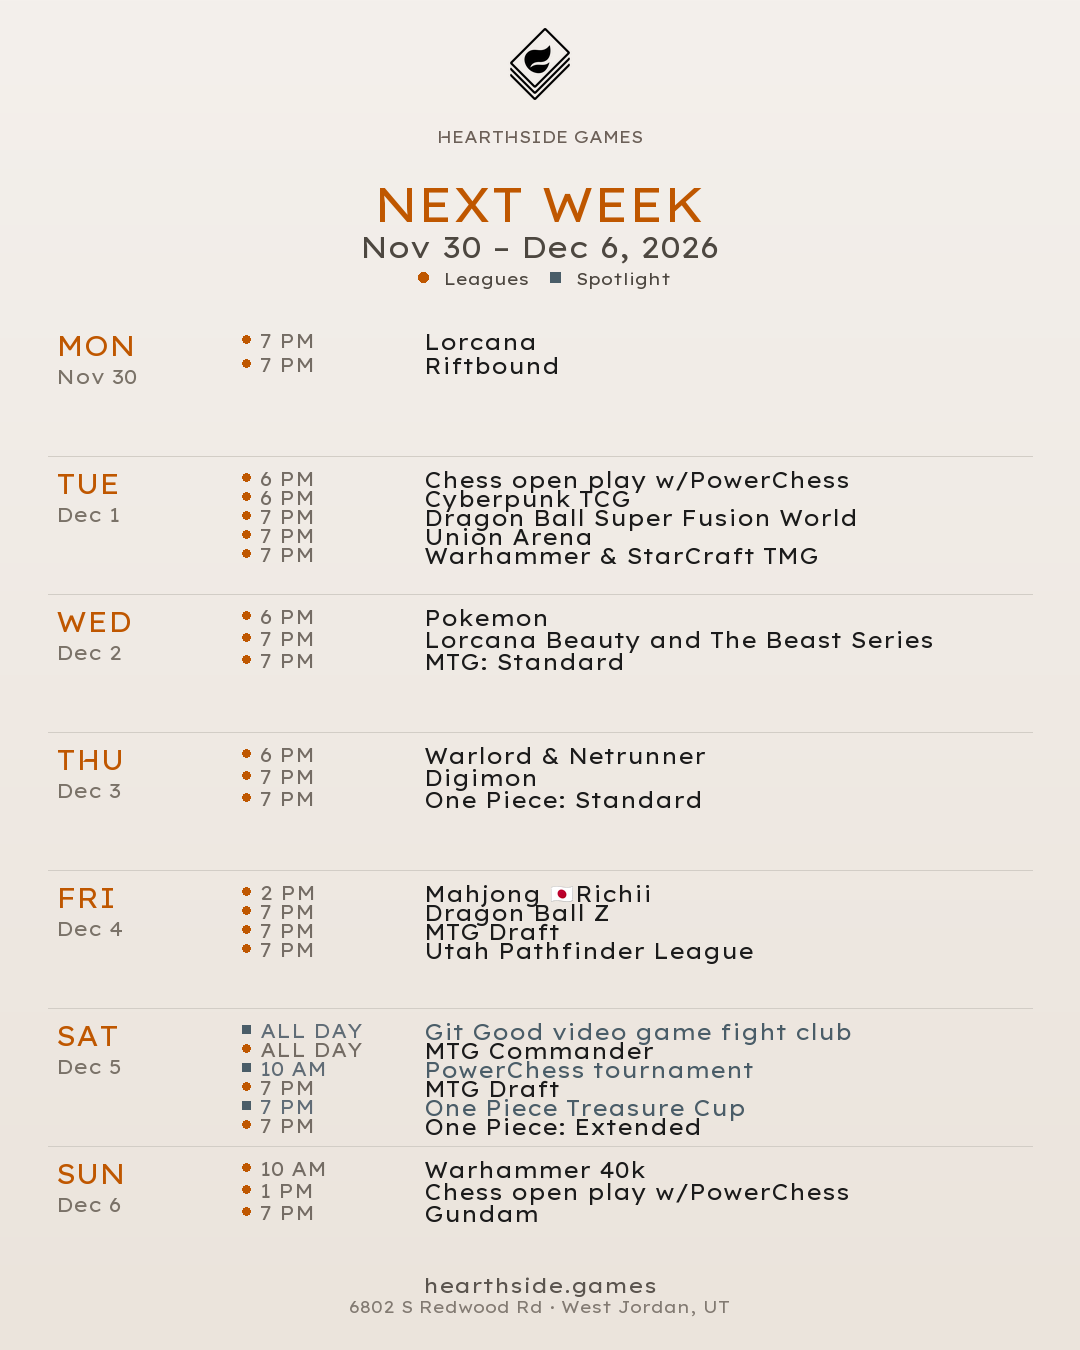 HEARTHSIDE GAMES
NEXT WEEK
Nov 30 – Dec 6, 2026
Leagues Spotlight
MON
Nov 30
7 PM Lorcana
7 PM Riftbound
TUE
Dec 1
6 PM Chess open play w/PowerChess
6 PM Cyberpunk TCG
7 PM Dragon Ball Super Fusion World
7 PM Union Arena
7 PM Warhammer & StarCraft TMG
WED
Dec 2
6 PM Pokemon
7 PM Lorcana Beauty and The Beast Series
7 PM MTG: Standard
THU
Dec 3
6 PM Warlord & Netrunner
7 PM Digimon
7 PM One Piece: Standard
FRI
Dec 4
2 PM Mahjong 🇯🇵Richii
7 PM Dragon Ball Z
7 PM MTG Draft
7 PM Utah Pathfinder League
SAT
Dec 5
ALL DAY Git Good video game fight club
ALL DAY MTG Commander
10 AM PowerChess tournament
7 PM MTG Draft
7 PM One Piece Treasure Cup
7 PM One Piece: Extended
SUN
Dec 6
10 AM Warhammer 40k
1 PM Chess open play w/PowerChess
7 PM Gundam
hearthside.games
6802 S Redwood Rd · West Jordan, UT